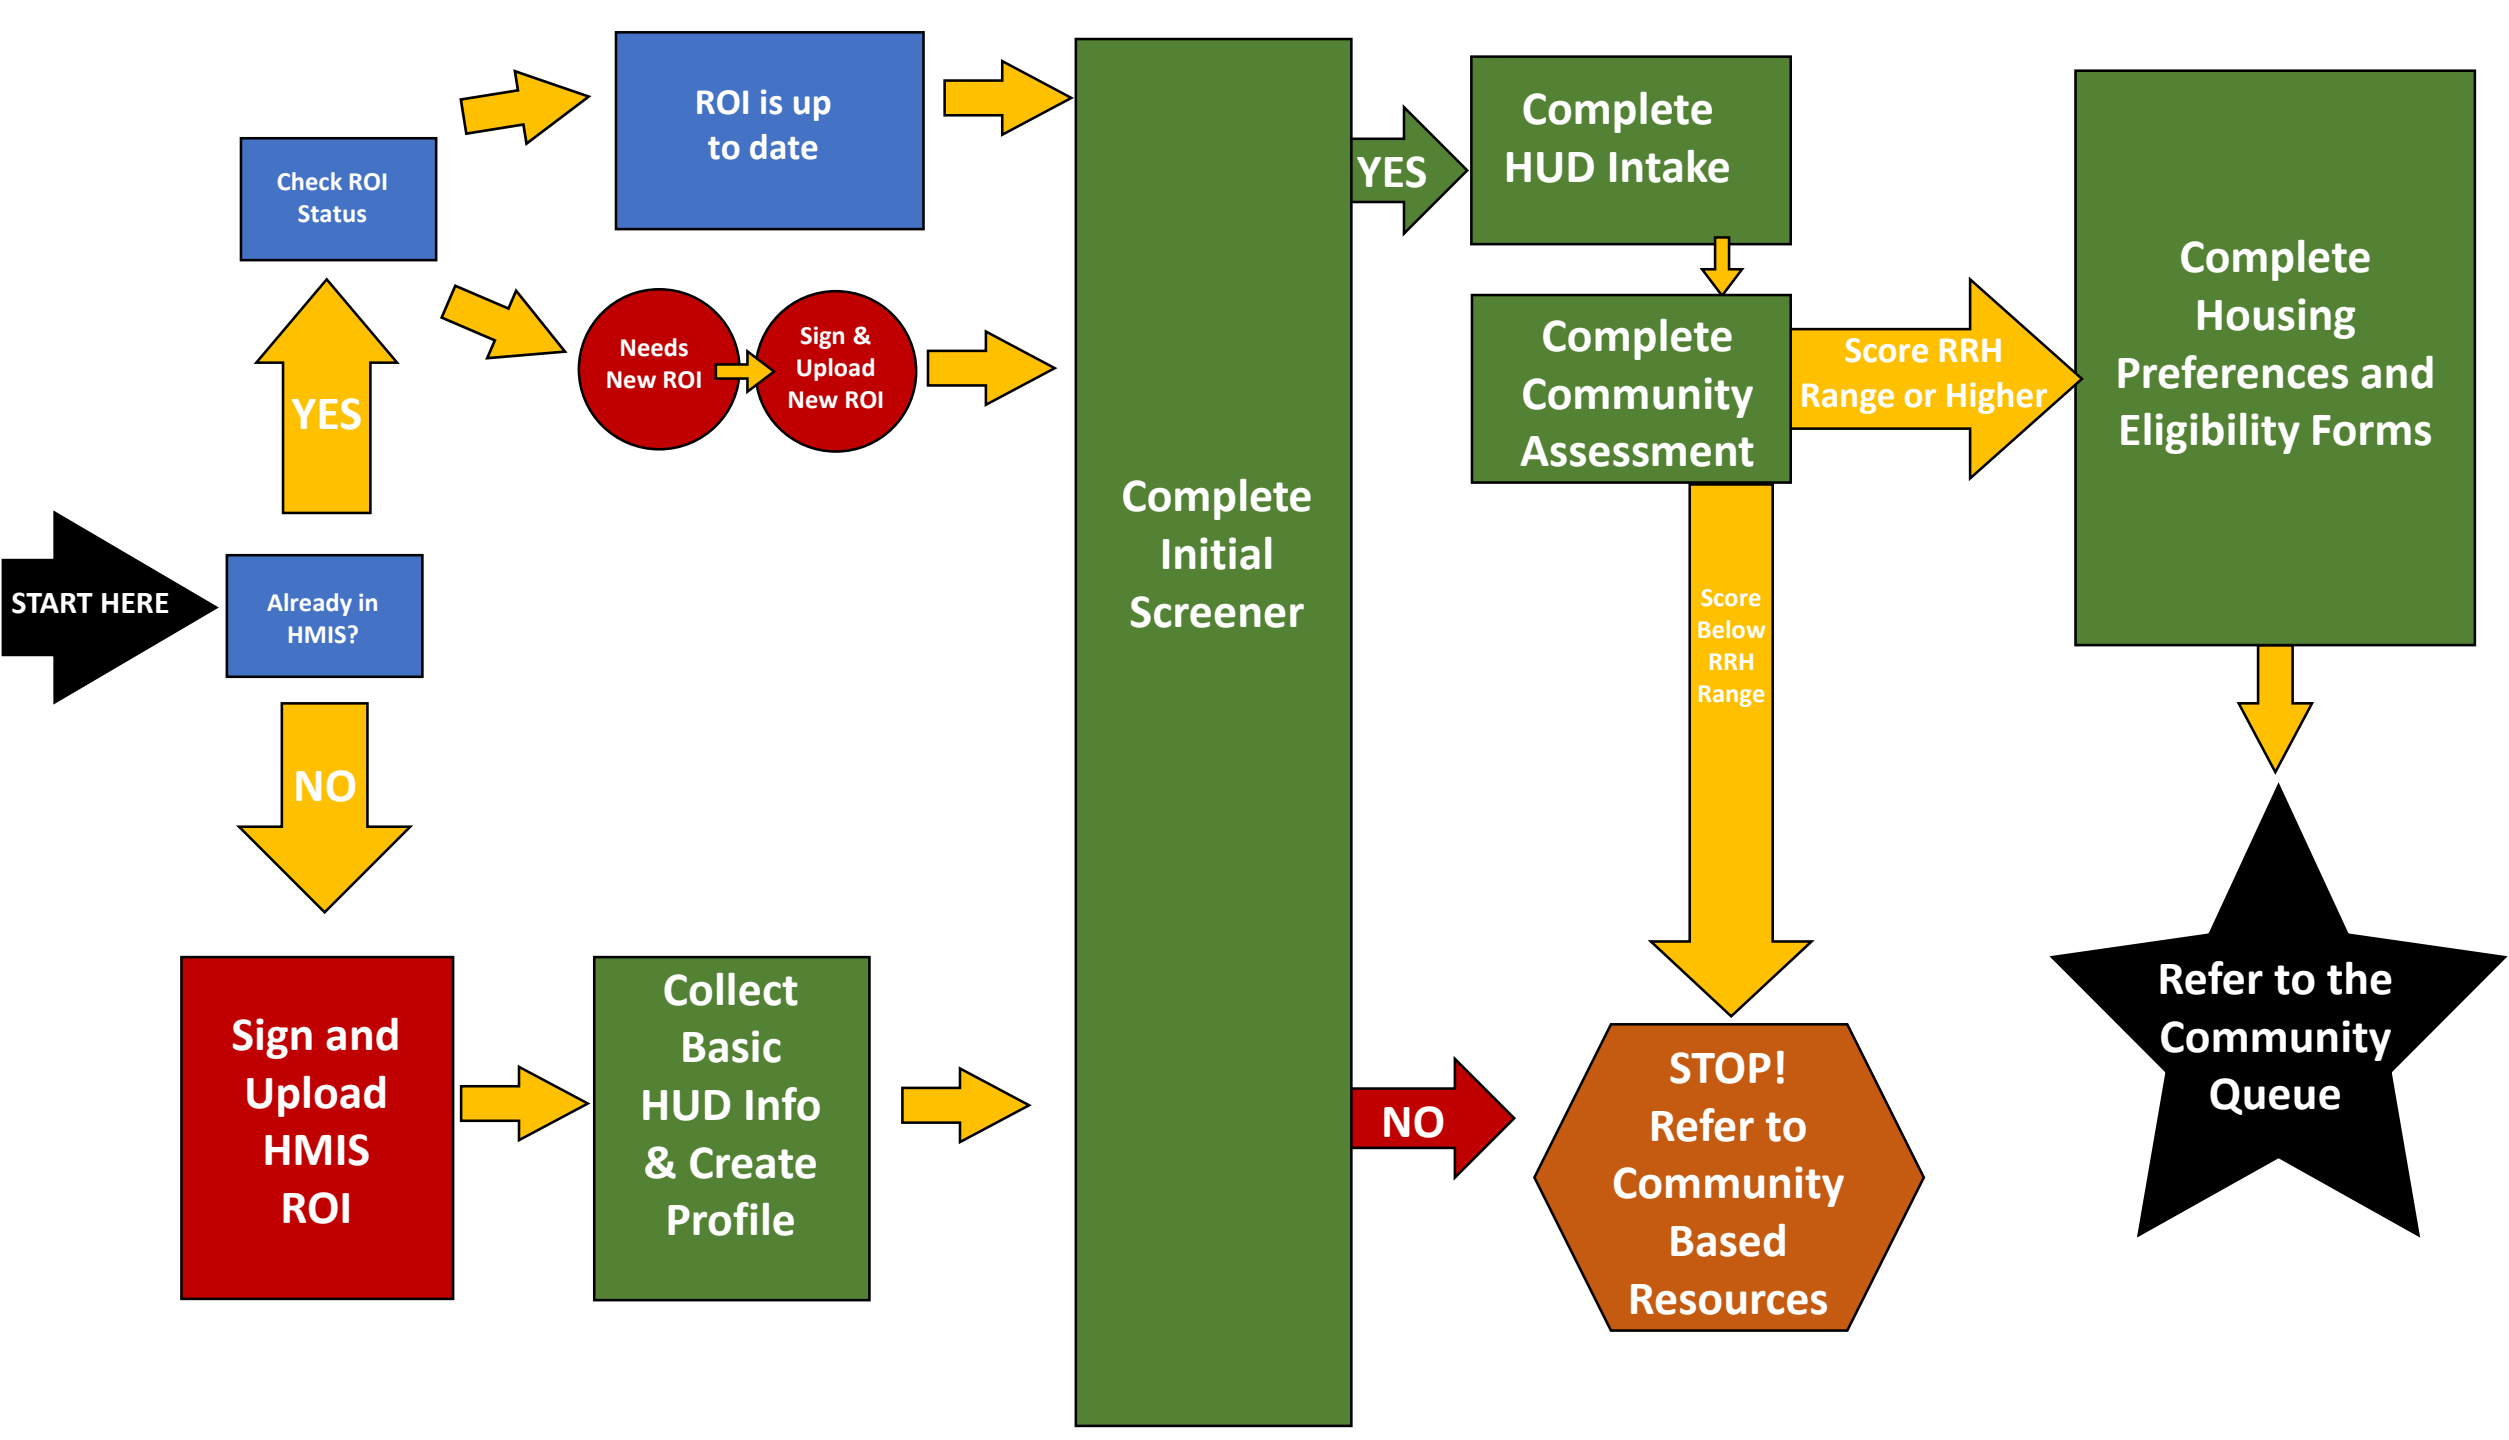 START HERE
Already in
HMIS?
YES
Check ROI
Status
ROI is up
to date
Needs
New ROI
Sign &
Upload
New ROI
NO
Sign and
Upload
HMIS
ROI
Collect
Basic
HUD Info
& Create
Profile
Complete
Initial
Screener
YES
Complete
HUD Intake
Complete
Community
Assessment
Score RRH
Range or Higher
Complete
Housing
Preferences and
Eligibility Forms
Score
Below
RRH
Range
NO
STOP!
Refer to
Community
Based
Resources
Refer to the
Community
Queue